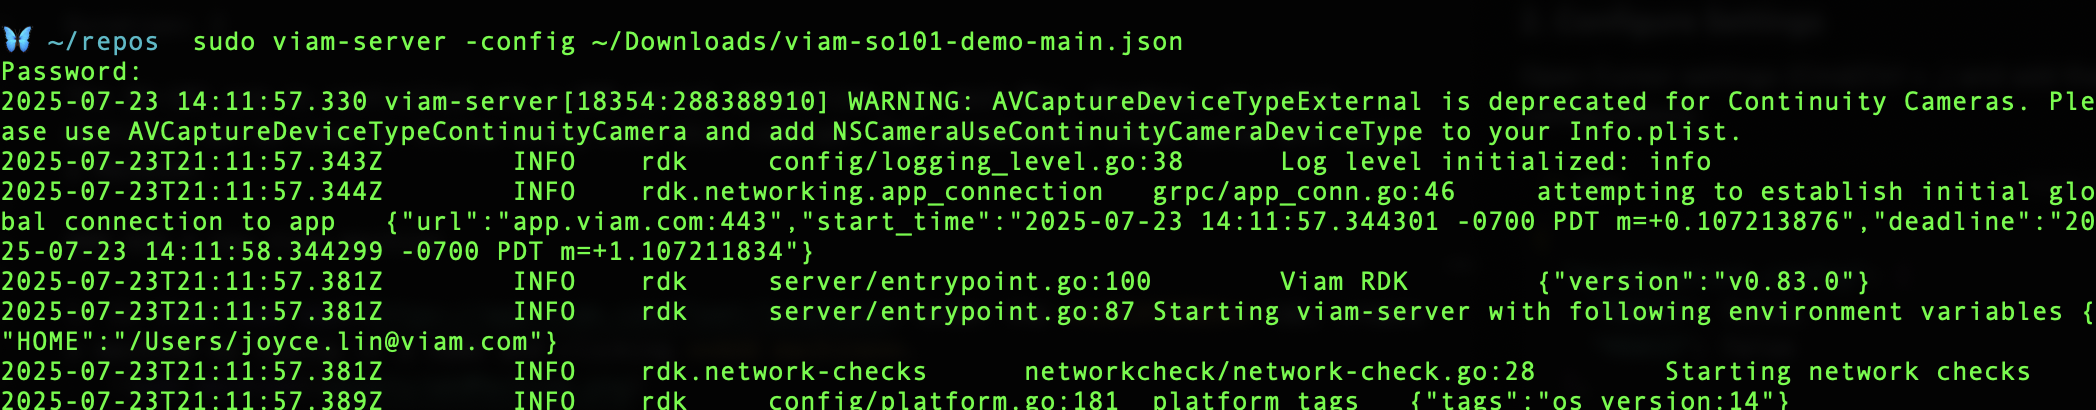 ~/repos  sudo viam-server -config ~/Downloads/viam-so101-demo-main.json
Password:
2025-07-23 14:11:57.330 viam-server[18354:288388910] WARNING: AVCaptureDeviceTypeExternal is deprecated for Continuity Cameras. Ple
ase use AVCaptureDeviceTypeContinuityCamera and add NSCameraUseContinuityCameraDeviceType to your Info.plist.
2025-07-23T21:11:57.343Z        INFO    rdk     config/logging_level.go:38      Log level initialized: info
2025-07-23T21:11:57.344Z        INFO    rdk.networking.app_connection   grpc/app_conn.go:46     attempting to establish initial glo
bal connection to app   {"url":"app.viam.com:443","start_time":"2025-07-23 14:11:57.344301 -0700 PDT m=+0.107213876","deadline":"20
25-07-23 14:11:58.344299 -0700 PDT m=+1.107211834"}
2025-07-23T21:11:57.381Z        INFO    rdk     server/entrypoint.go:100        Viam RDK        {"version":"v0.83.0"}
2025-07-23T21:11:57.381Z        INFO    rdk     server/entrypoint.go:87 Starting viam-server with following environment variables {
"HOME":"/Users/joyce.lin@viam.com"}
2025-07-23T21:11:57.381Z        INFO    rdk.network-checks      networkcheck/network-check.go:28        Starting network checks
2025-07-23T21:11:57.389Z        INFO    rdk     config/platform.go:181  platform tags   {"tags":"os_version:14"}